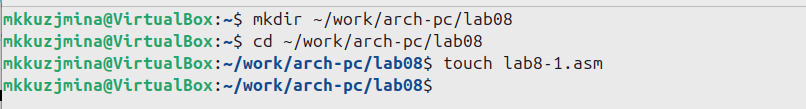 mkkuzjmina@VirtualBox:~$ mkdir ~/work/arch-pc/lab08
mkkuzjmina@VirtualBox:~$ cd ~/work/arch-pc/lab08
mkkuzjmina@VirtualBox:~/work/arch-pc/lab08$ touch lab8-1.asm
mkkuzjmina@VirtualBox:~/work/arch-pc/lab08$